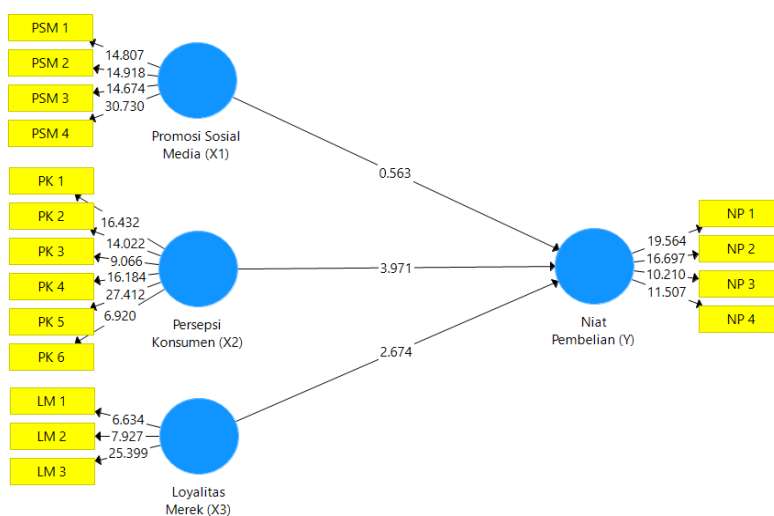 PSM 1
PSM 2
PSM 3
PSM 4
14.807
14.918
14.674
30.730
Promosi Sosial
Media (X1)
0.563
PK 1
PK 2
PK 3
PK 4
PK 5
PK 6
16.432
14.022
9.066
16.184
27.412
6.920
Persepsi
Konsumen (X2)
3.971
LM 1
LM 2
LM 3
6.634
7.927
25.399
Loyalitas
Merek (X3)
2.674
Niat
Pembelian (Y)
19.564
16.697
10.210
11.507
NP 1
NP 2
NP 3
NP 4